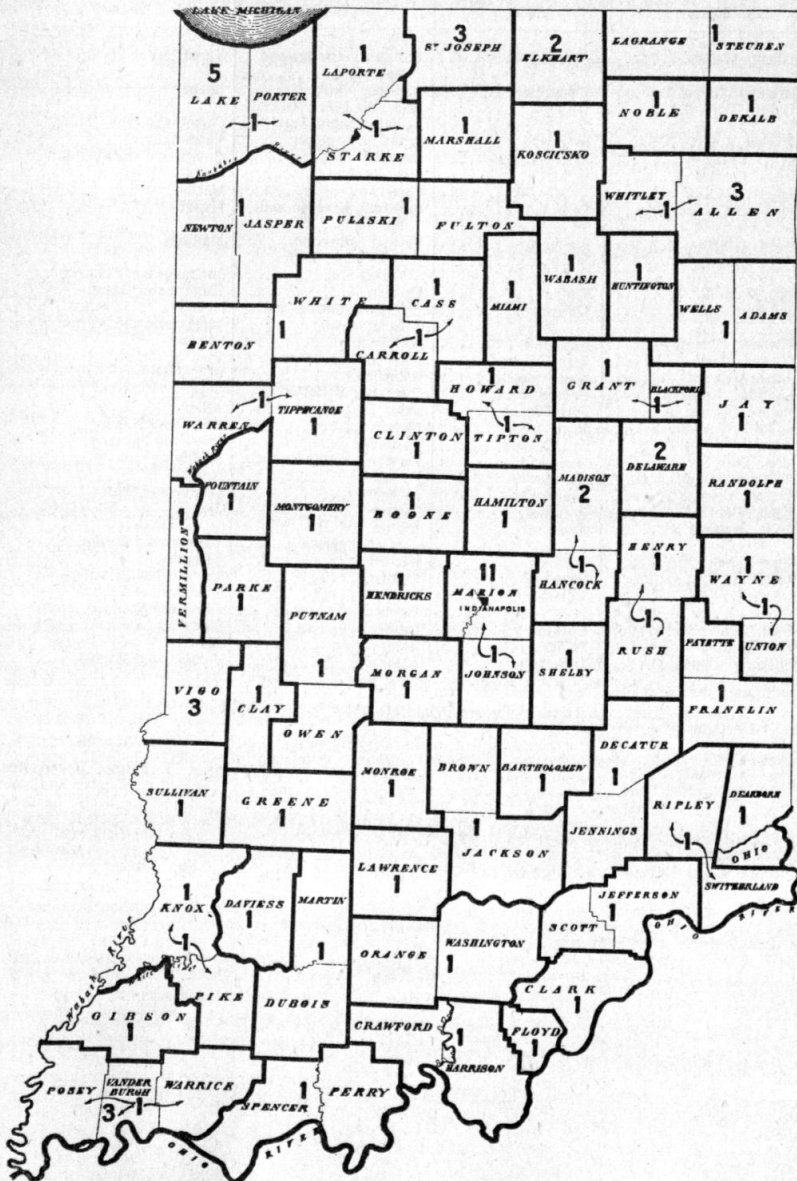 LAKE MICHIGAN
5
LAKE
PORTER
1
1
LAPORTE
1
STARKE
3
ST JOSEPH
2
ELKHART
LAGRANGE
1
STEUBEN
1
MARSHALL
1
KOSCIUSKO
1
NOBLE
1
DEKALB
NEWTON
1
JASPER
PULASKI
1
FULTON
WHITLEY
1
3
ALLEN
WHITE
1
BENTON
1
CASS
1
CARROLL
1
MIAMI
1
WABASH
1
HUNTINGTON
WELLS
1
ADAMS
1
WARREN
TIPPECANOE
1
1
HOWARD
1
TIPTON
CLINTON
1
1
GRANT
BLACKFORD
1
JAY
1
FOUNTAIN
1
MONTGOMERY
1
1
BOONE
HAMILTON
1
MADISON
2
2
DELAWARE
RANDOLPH
1
1
VERMILLION
PARKE
1
PUTNAM
1
1
HENDRICKS
11
MARION
INDIANAPOLIS
1
HANCOCK
HENRY
1
1
1
WAYNE
1
VIGO
3
1
CLAY
OWEN
MORGAN
1
1
JOHNSON
1
SHELBY
RUSH
FAYETTE
UNION
1
FRANKLIN
SULLIVAN
1
GREENE
1
MONROE
1
BROWN
1
JACKSON
BARTHOLOMEW
1
DECATUR
1
JENNINGS
RIPLEY
1
DEARBORN
1
OHIO
SWITZERLAND
1
KNOX
1
DAVIESS
1
MARTIN
1
LAWRENCE
1
JEFFERSON
1
SCOTT
OHIO RIVER
ORANGE
WASHINGTON
1
CLARK
1
PIKE
DUBOIS
GIBSON
1
CRAWFORD
1
HARRISON
FLOYD
1
POSEY
VANDER
BURGH
3
1
WARRICK
1
SPENCER
PERRY
OHIO RIVER